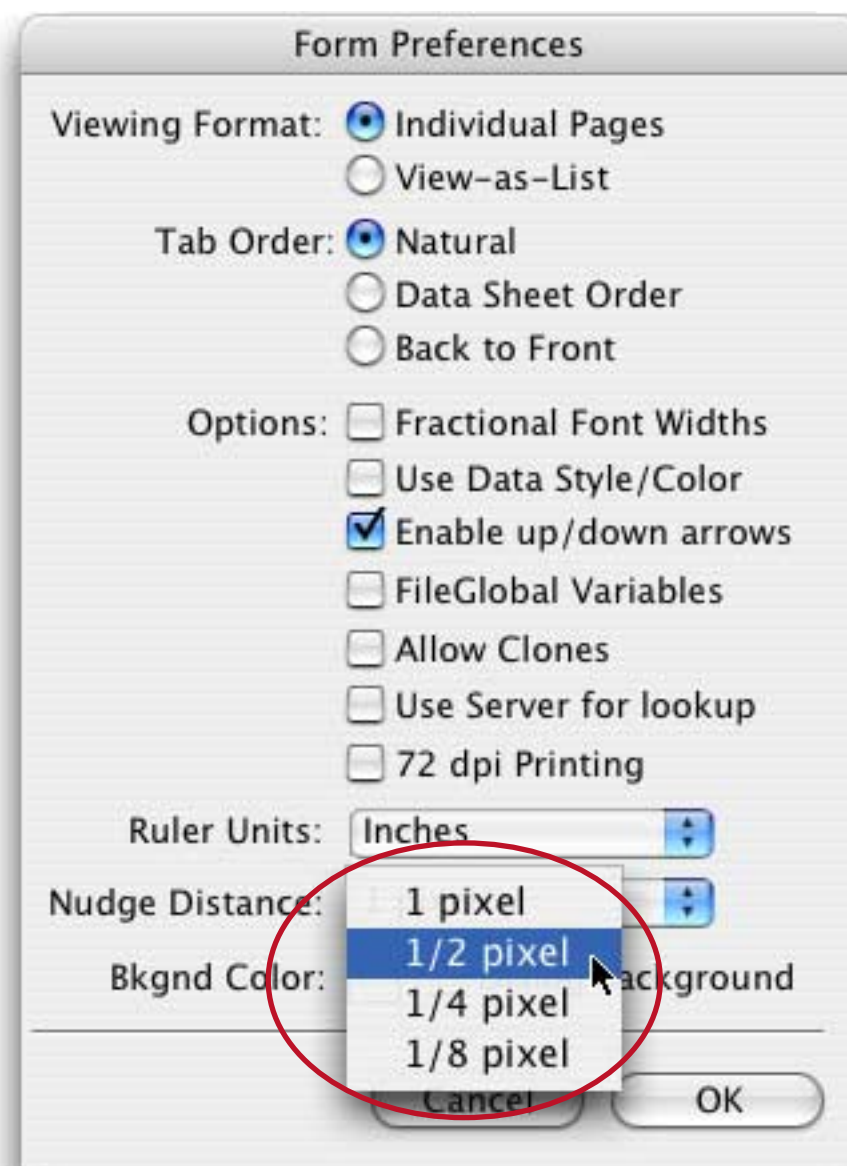 Form Preferences
Viewing Format: Individual Pages
View-as-List
Tab Order: Natural
Data Sheet Order
Back to Front
Options: Fractional Font Widths
Use Data Style/Color
Enable up/down arrows
FileGlobal Variables
Allow Clones
Use Server for lookup
72 dpi Printing
Ruler Units: Inches
Nudge Distance: 1 pixel
1/2 pixel
Bkgnd Color: ackground
1/4 pixel
1/8 pixel
Cancel OK